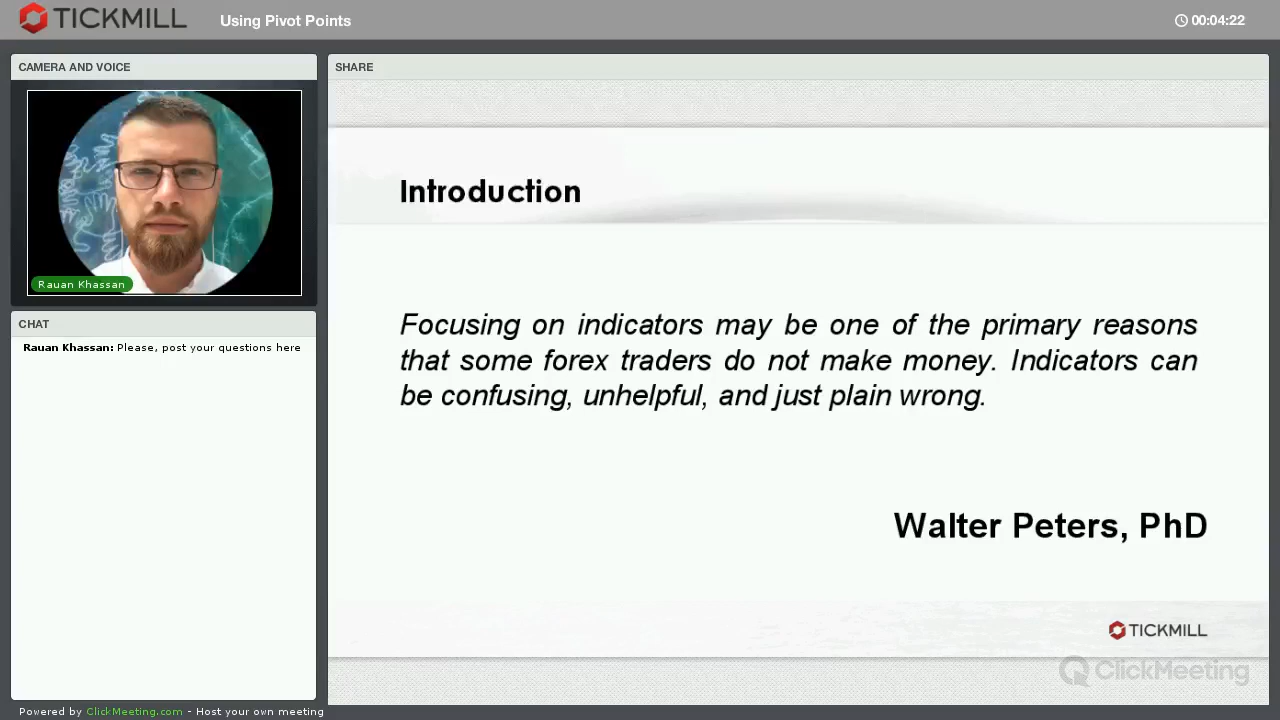 TICKMILL
Using Pivot Points
00:04:22
CAMERA AND VOICE
Rauan Khassan
CHAT
Rauan Khassan: Please, post your questions here
SHARE
Introduction
Focusing on indicators may be one of the primary reasons
that some forex traders do not make money. Indicators can
be confusing, unhelpful, and just plain wrong.
Walter Peters, PhD
TICKMILL
ClickMeeting
Powered by ClickMeeting.com - Host your own meeting